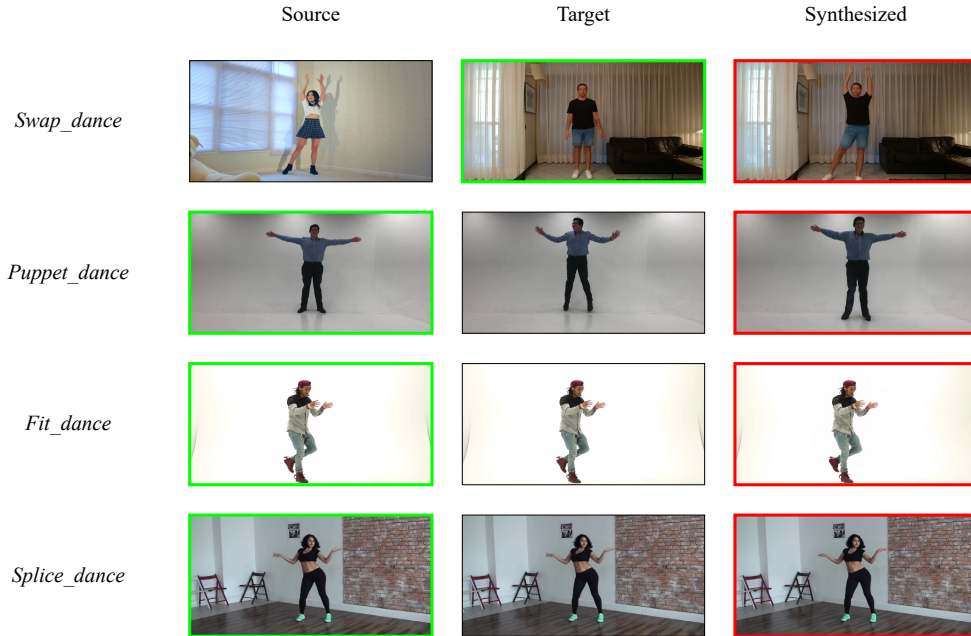 Source Target Synthesized
Swap_dance
Puppet_dance
Fit_dance
Splice_dance